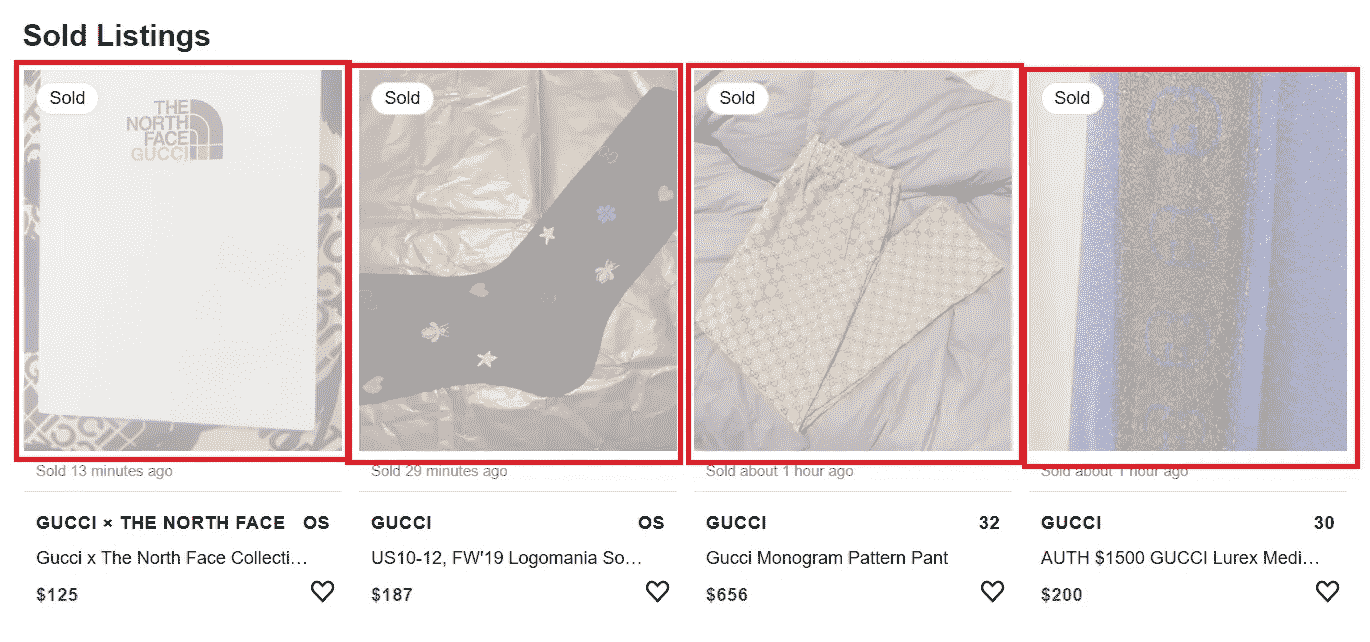 Sold Listings
Sold
THE
NORTH
FACE
GUCCI
Sold 13 minutes ago
GUCCI × THE NORTH FACE OS
Gucci x The North Face Collecti…
$125
Sold
Sold 29 minutes ago
GUCCI OS
US10-12, FW'19 Logomania So…
$187
Sold
Sold about 1 hour ago
GUCCI 32
Gucci Monogram Pattern Pant
$656
Sold
Sold about 1 hour ago
GUCCI 30
AUTH $1500 GUCCI Lurex Medi…
$200